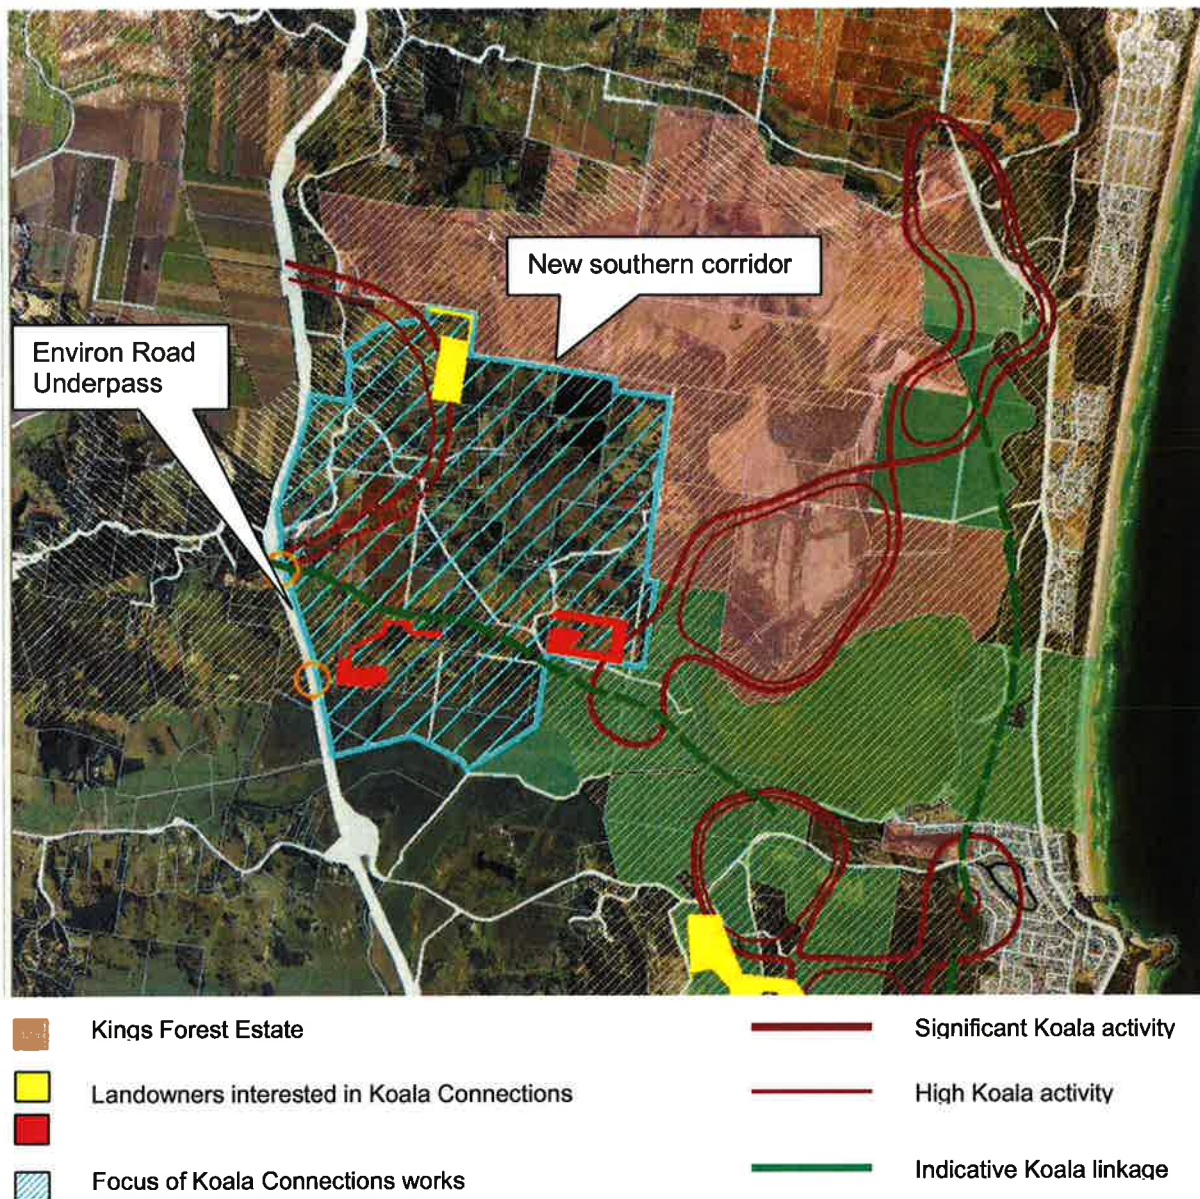 New southern corridor
Environ Road
Underpass
Kings Forest Estate
Significant Koala activity
Landowners interested in Koala Connections
High Koala activity
Focus of Koala Connections works
Indicative Koala linkage